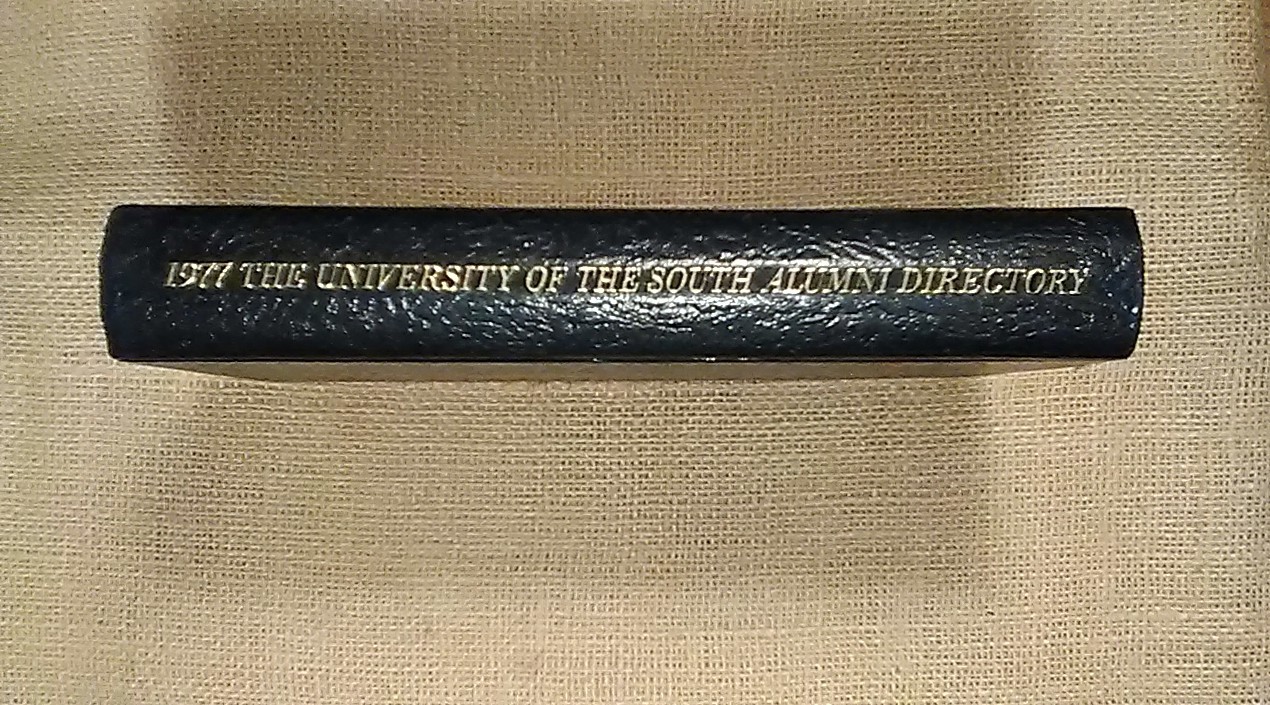 1977 THE UNIVERSITY OF THE SOUTH ALUMNI DIRECTORY